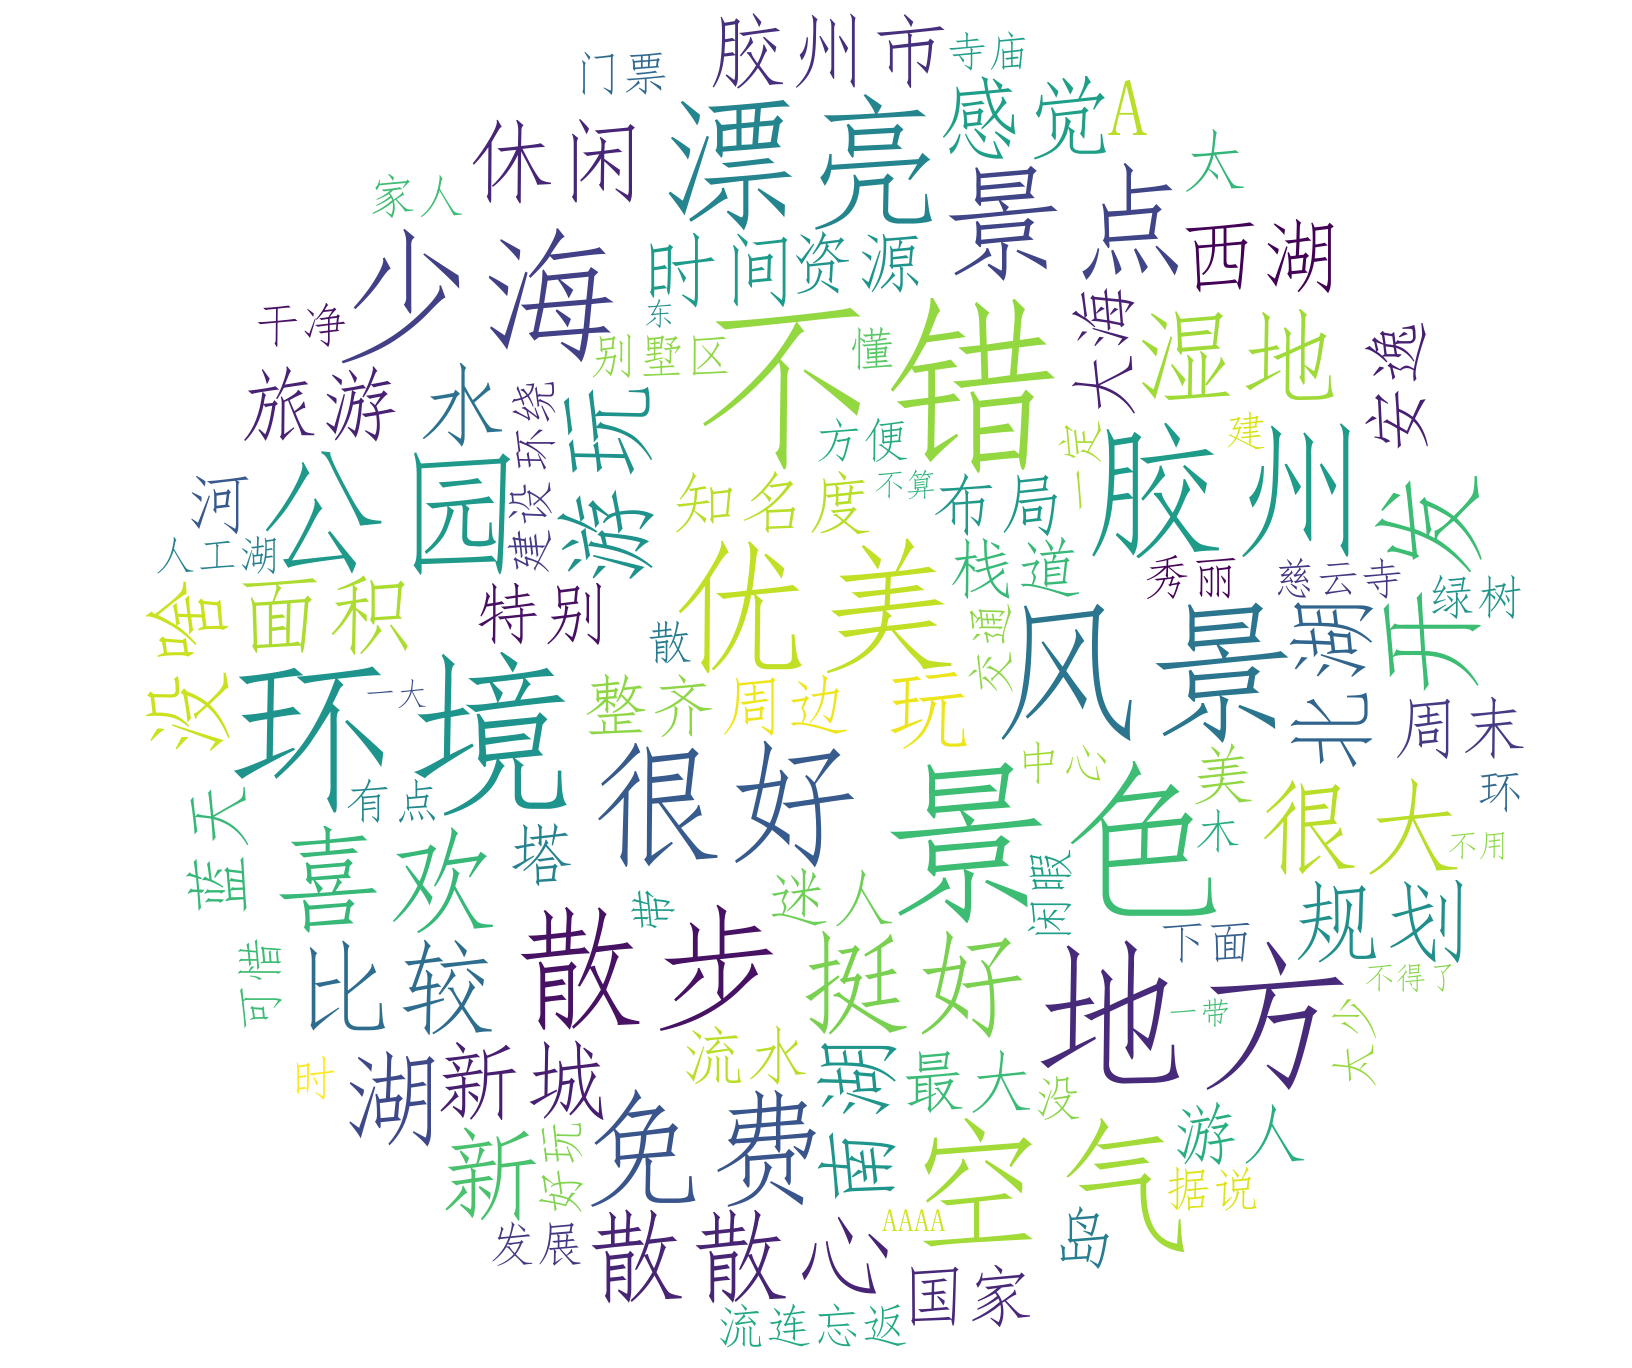 胶州市
寺庙
门票
漂亮
感觉
A
休闲
太
家人
景点
少海
时间
资源
西湖
干净
东
不错
大海
湿地
安逸
别墅区
懂
旅游
水
环绕
游玩
方便
一定
建
胶州
河
公园
建设
知名度
不算
布局
开发
人工湖
优美
栈道
秀丽
慈云寺
绿树
没啥
面积
特别
散
交通
风景
北湖
环境
一大
整齐
周边
玩
周末
蓝天
有点
很好
景色
中心
美
很大
环
不用
喜欢
塔
带
迷人
闲暇
木
规划
可惜
比较
散步
挺好
地方
下面
不得了
一带
太少
时
湖
新城
流水
南湖
最大
没
新
好玩
免费
空气
游人
据说
发展
散散心
AAAA
国家
岛
流连忘返